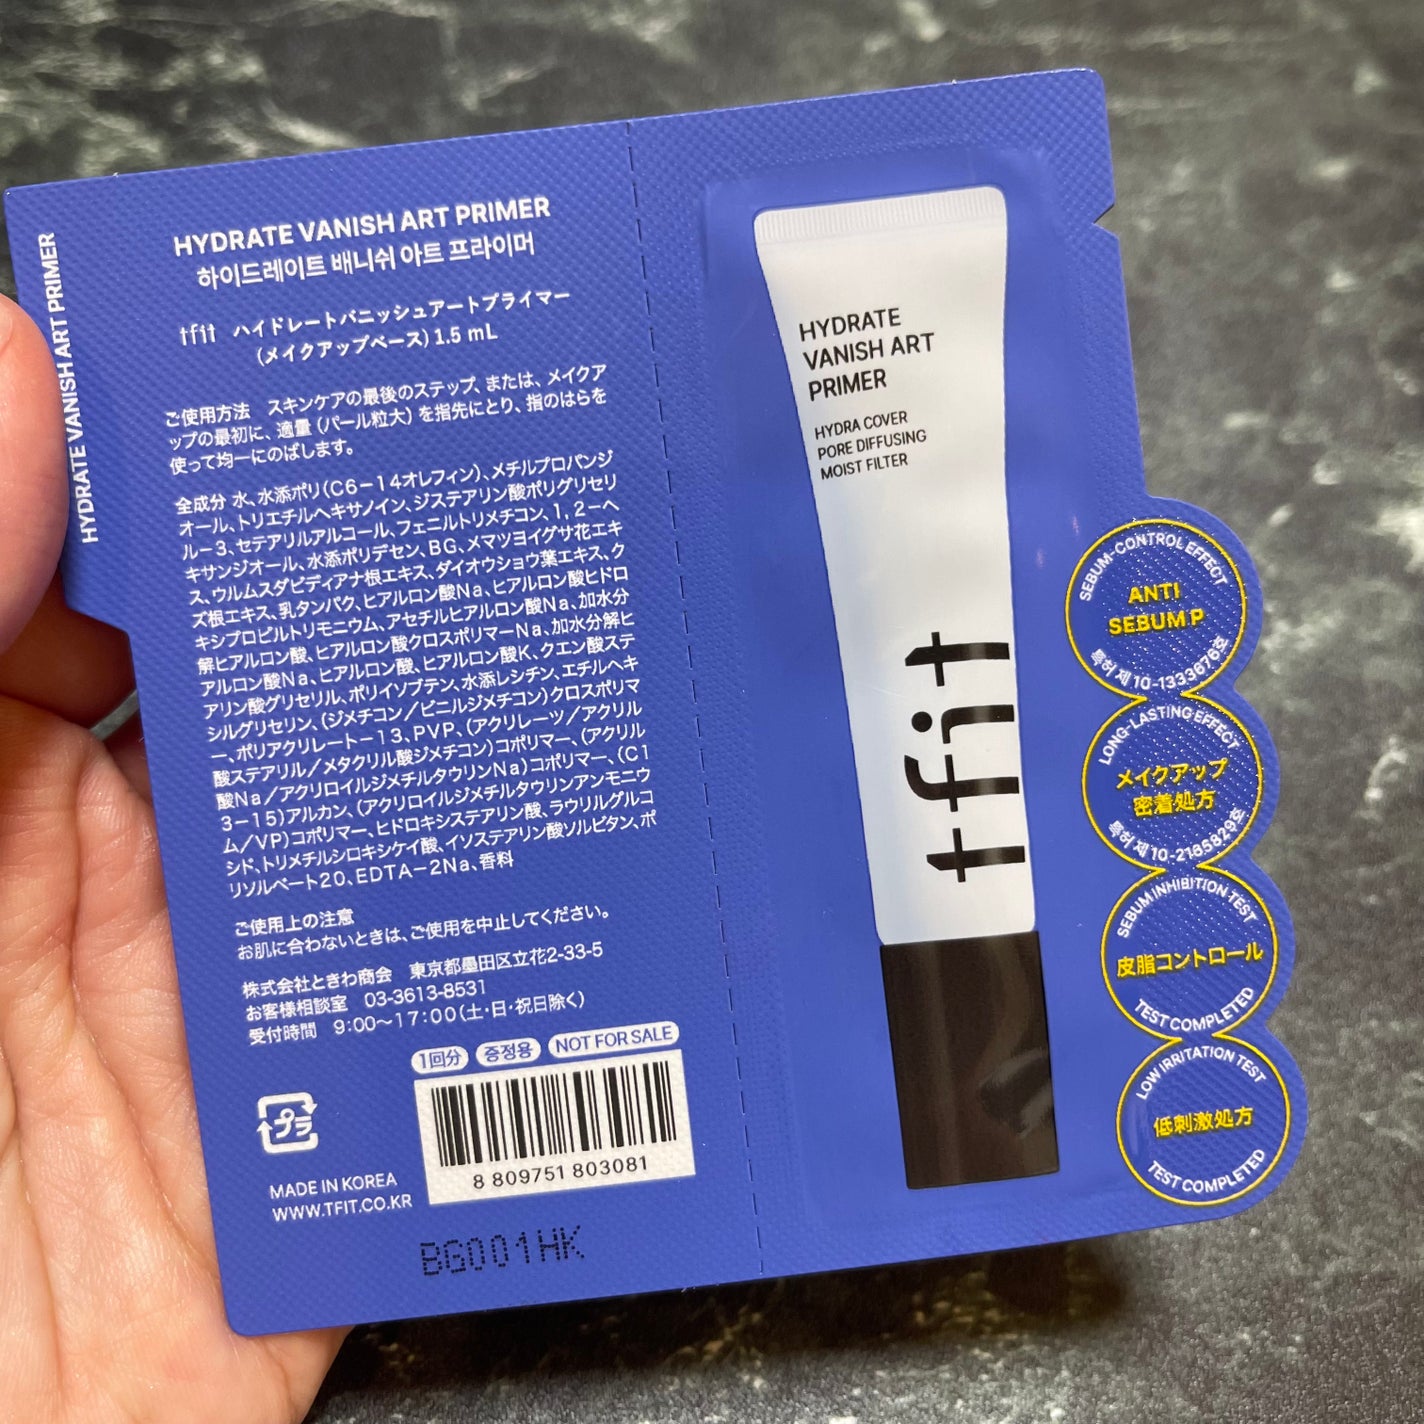 HYDRATE VANISH ART PRIMER
HYDRATE VANISH ART PRIMER
하이드레이트 배니쉬 아트 프라이머
tfit ハイドレートバニッシュアートプライマー
(メイクアップベース) 1.5 mL
ご使用方法 スキンケアの最後のステップ、または、メイクア
ップの最初に、適量 (パール粒大) を指先にとり、指のはらを
使って均一にのばします。
全成分 水、水添ポリ(C6-14オレフィン)、メチルプロパンジ
オール、トリエチルヘキサノイン、ジステアリン酸ポリグリセリ
ル-3、セテアリルアルコール、フェニルトリメチコン、1,2-ヘ
キサンジオール、水添ポリデセン、BG、メマツヨイグサ花エキ
ス、ウルムスダビディアナ根エキス、ダイオウショウ葉エキス、ク
ズ根エキス、乳タンパク、ヒアルロン酸Na、ヒアルロン酸ヒドロ
キシプロピルトリモニウム、アセチルヒアルロン酸Na、加水分
解ヒアルロン酸、ヒアルロン酸クロスポリマーNa、加水分解ヒ
アルロン酸Na、ヒアルロン酸、ヒアルロン酸K、クエン酸ステ
アリン酸グリセリル、ポリイソブテン、水添レシチン、エチルヘキ
シルグリセリン、(ジメチコン/ビニルジメチコン)クロスポリマ
ー、ポリアクリレート-13、PVP、(アクリレーツ/アクリル
酸ステアリル/メタクリル酸ジメチコン)コポリマー、(アクリル
酸Na/アクリロイルジメチルタウリンNa)コポリマー、(C1
3-15)アルカン、(アクリロイルジメチルタウリンアンモニウ
ム/VP)コポリマー、ヒドロキシステアリン酸、ラウリルグルコ
シド、トリメチルシロキシケイ酸、イソステアリン酸ソルビタン、ポ
リソルベート20、EDTA-2Na、香料
ご使用上の注意
お肌に合わないときは、ご使用を中止してください。
株式会社ときわ商会 東京都墨田区立花2-33-5
お客様相談室 03-3613-8531
受付時間 9:00~17:00(土・日・祝日除く)
1回分 증정용 NOT FOR SALE
プラ
8 809751 803081
MADE IN KOREA
WWW.TFIT.CO.KR
BG001HK
HYDRATE
VANISH ART
PRIMER
HYDRA COVER
PORE DIFFUSING
MOIST FILTER
tfit
SEBUM-CONTROL EFFECT
ANTI
SEBUM P
특허 제 10-1333676호
LONG-LASTING EFFECT
メイクアップ
密着処方
특허 제 10-2185829호
SEBUM INHIBITION TEST
皮脂コントロール
TEST COMPLETED
LOW IRRITATION TEST
低刺激処方
TEST COMPLETED